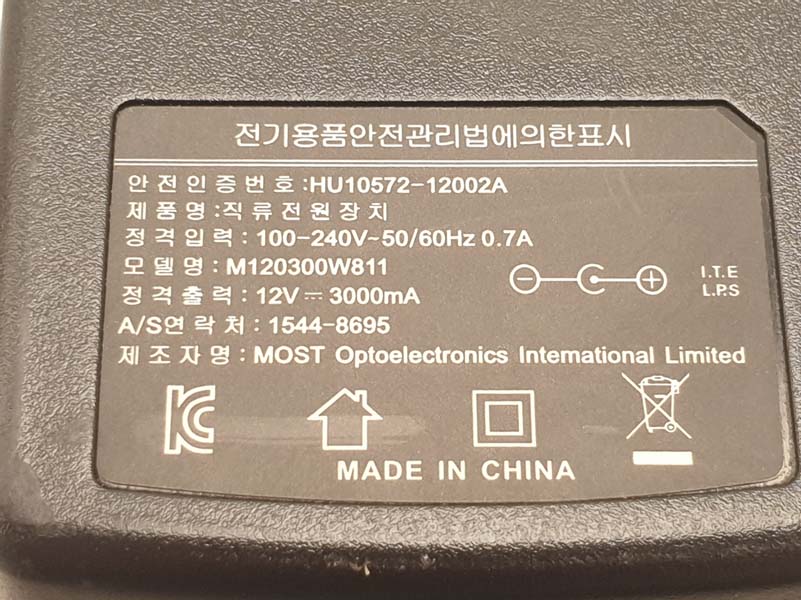 전기용품안전관리법에의한표시
안전인증번호:HU10572-12002A
제품명:직류전원장치
정격입력: 100-240V~50/60Hz 0.7A
모델명: M120300W811
정격출력: 12V ⎓ 3000mA
I.T.E
L.P.S
A/S연락처: 1544-8695
제조자명: MOST Optoelectronics International Limited
KC
MADE IN CHINA